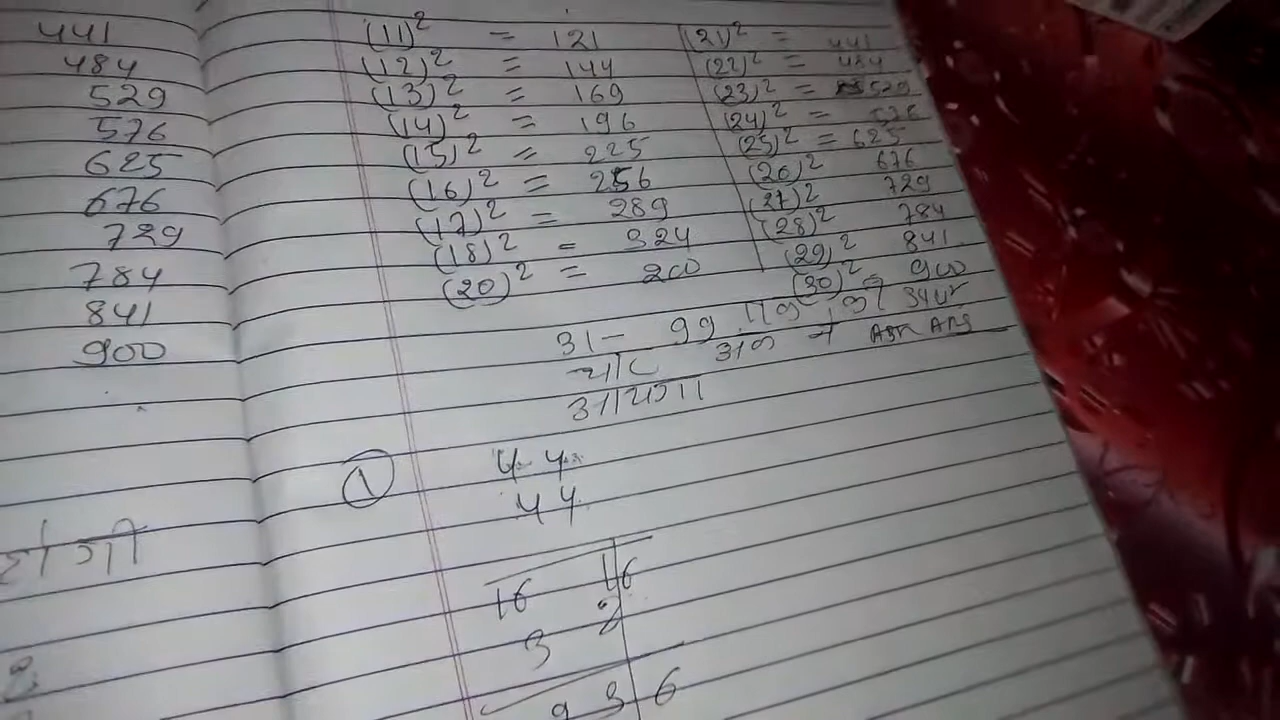 441
484
529
576
625
676
729
784
841
900
(11)² = 121
(12)² = 144
(13)² = 169
(14)² = 196
(15)² = 225
(16)² = 256
(17)² = 289
(18)² = 324
(20)² = 200
(21)² = 441
(22)² = 484
(23)² = 529
(24)² = 576
(25)² = 625
(26)² 676
(27)² 729
(28)² 784
(29)² 841
(30)² = 900
31 - 99
①
44
44
16 16
3 2
9 3 6